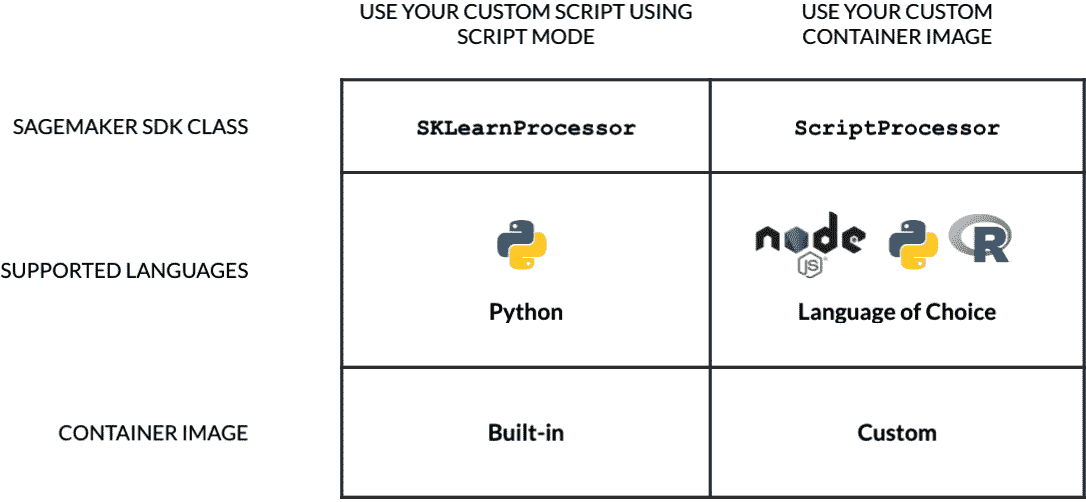 USE YOUR CUSTOM SCRIPT USING
SCRIPT MODE
USE YOUR CUSTOM
CONTAINER IMAGE
SAGEMAKER SDK CLASS
SKLearnProcessor
ScriptProcessor
SUPPORTED LANGUAGES
node
JS
R
Python
Language of Choice
CONTAINER IMAGE
Built-in
Custom